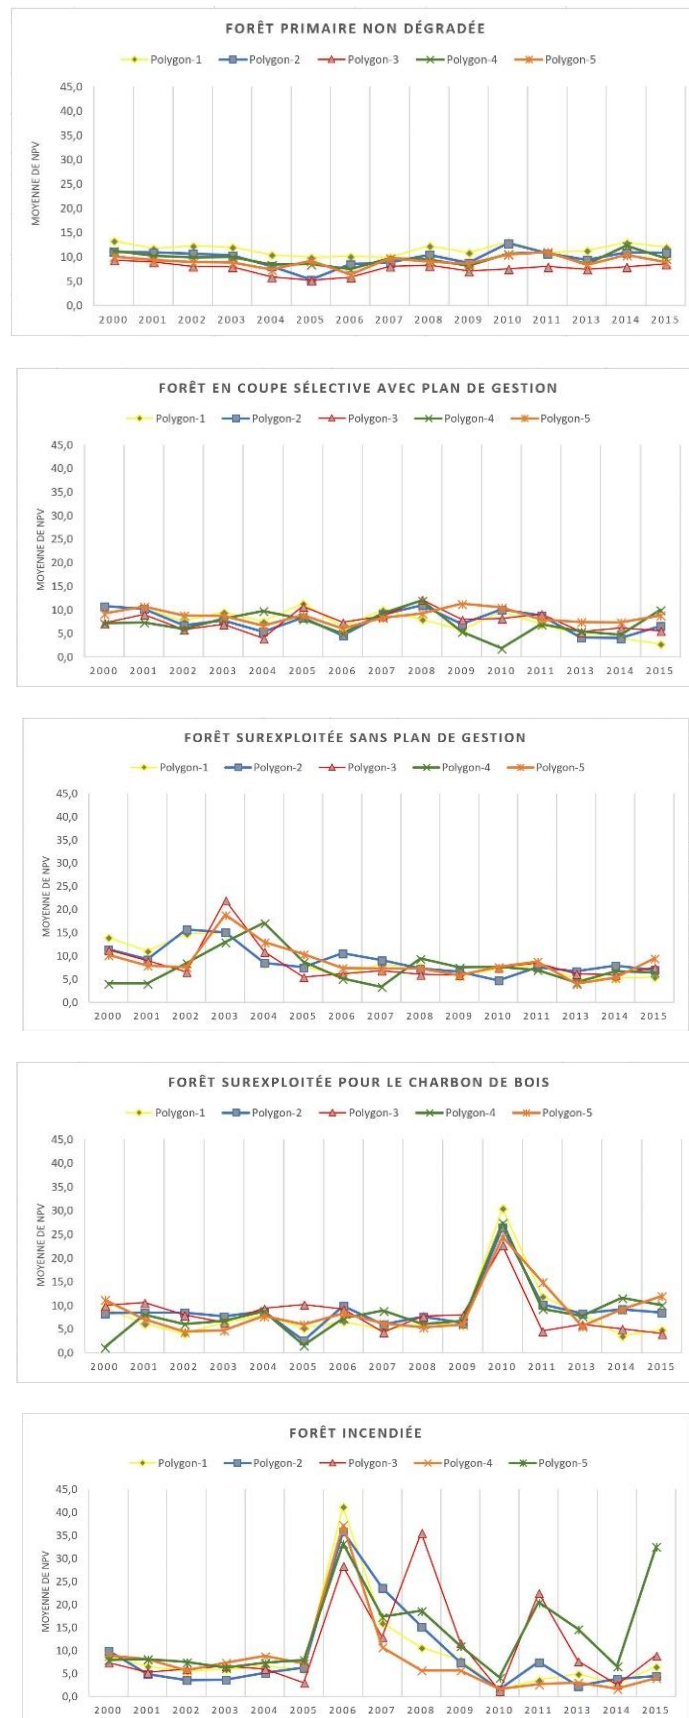 FORÊT PRIMAIRE NON DÉGRADÉE
Polygon-1 Polygon-2 Polygon-3 Polygon-4 Polygon-5
45,0
40,0
35,0
30,0
25,0
20,0
15,0
10,0
5,0
0,0
MOYENNE DE NPV
2000 2001 2002 2003 2004 2005 2006 2007 2008 2009 2010 2011 2013 2014 2015
FORÊT EN COUPE SÉLECTIVE AVEC PLAN DE GESTION
Polygon-1 Polygon-2 Polygon-3 Polygon-4 Polygon-5
45,0
40,0
35,0
30,0
25,0
20,0
15,0
10,0
5,0
0,0
MOYENNE DE NPV
2000 2001 2002 2003 2004 2005 2006 2007 2008 2009 2010 2011 2013 2014 2015
FORÊT SUREXPLOITÉE SANS PLAN DE GESTION
Polygon-1 Polygon-2 Polygon-3 Polygon-4 Polygon-5
45,0
40,0
35,0
30,0
25,0
20,0
15,0
10,0
5,0
0,0
MOYENNE DE NPV
2000 2001 2002 2003 2004 2005 2006 2007 2008 2009 2010 2011 2013 2014 2015
FORÊT SUREXPLOITÉE POUR LE CHARBON DE BOIS
Polygon-1 Polygon-2 Polygon-3 Polygon-4 Polygon-5
45,0
40,0
35,0
30,0
25,0
20,0
15,0
10,0
5,0
0,0
MOYENNE DE NPV
2000 2001 2002 2003 2004 2005 2006 2007 2008 2009 2010 2011 2013 2014 2015
FORÊT INCENDIÉE
Polygon-1 Polygon-2 Polygon-3 Polygon-4 Polygon-5
45,0
40,0
35,0
30,0
25,0
20,0
15,0
10,0
5,0
0,0
MOYENNE DE NPV
2000 2001 2002 2003 2004 2005 2006 2007 2008 2009 2010 2011 2013 2014 2015